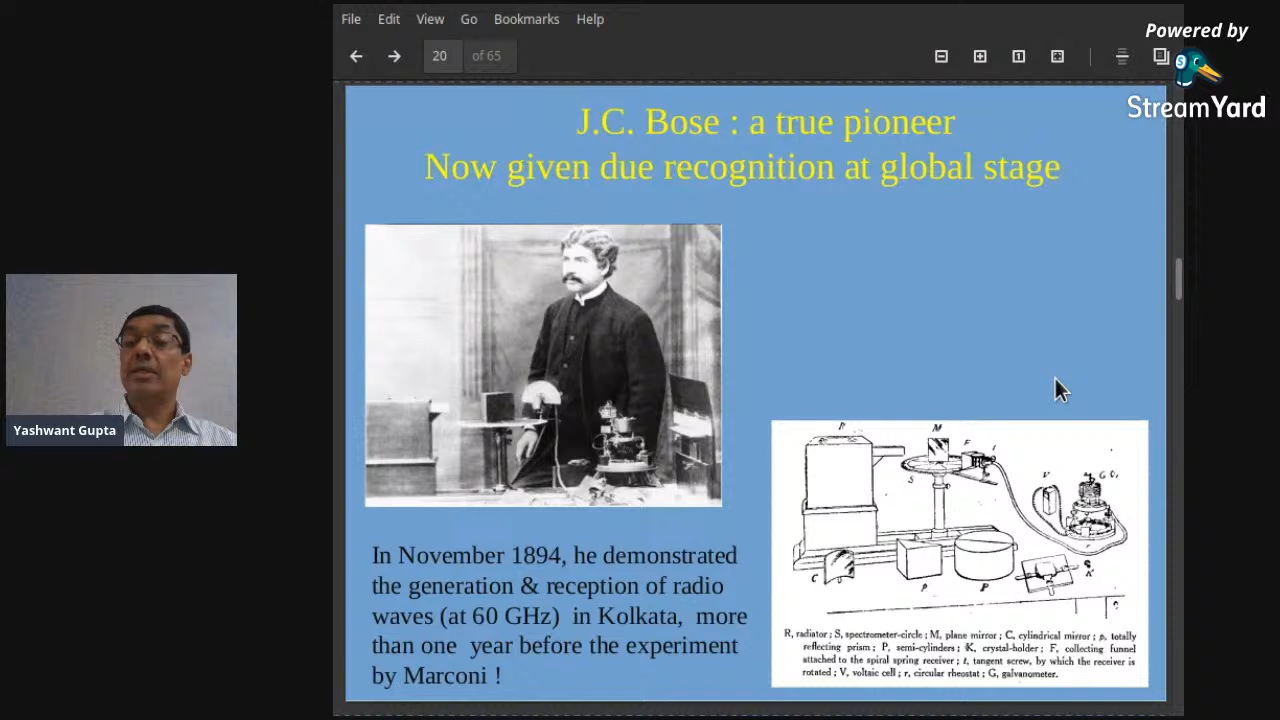 File Edit View Go Bookmarks Help
20 of 65
Powered by
StreamYard
J.C. Bose : a true pioneer
Now given due recognition at global stage
Yashwant Gupta
M
F
S
V
G
C
P
In November 1894, he demonstrated
the generation & reception of radio
waves (at 60 GHz) in Kolkata, more
than one year before the experiment
by Marconi !
R, radiator ; S, spectrometer-circle ; M, plane mirror ; C, cylindrical mirror ; p, totally
reflecting prism ; P, semi-cylinders ; K, crystal-holder ; F, collecting funnel
attached to the spiral spring receiver ; t, tangent screw, by which the receiver is
rotated ; V, voltaic cell ; r, circular rheostat ; G, galvanometer.